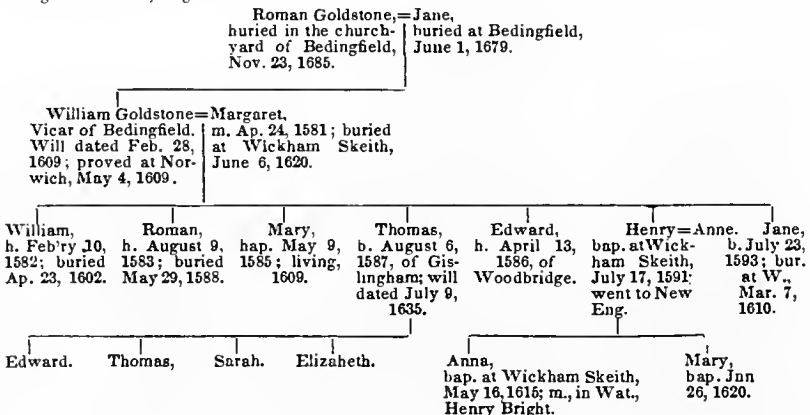 Roman Goldstone,=Jane,
buried in the church- buried at Bedingfield,
yard of Bedingfield, June 1, 1679.
Nov. 23, 1685.
William Goldstone=Margaret,
Vicar of Bedingfield. m. Ap. 24, 1581; buried
Will dated Feb. 28, at Wickham Skeith,
1609; proved at Nor- June 6, 1620.
wich, May 4, 1609.
William,
h. Feb'ry 10,
1582; buried
Ap. 23, 1602.
Roman,
h. August 9,
1583; buried
May 29, 1588.
Mary,
hap. May 9,
1585; living,
1609.
Thomas,
b. August 6,
1587, of Gis-
lingham; will
dated July 9,
1635.
Edward,
h. April 13,
1586, of
Woodbridge.
Henry=Anne.
bap. at Wick-
ham Skeith,
July 17, 1591;
went to New
Eng.
Jane,
b. July 23,
1593; bur.
at W.,
Mar. 7,
1610.
Edward. Thomas, Sarah. Elizabeth.
Anna,
bap. at Wickham Skeith,
May 16, 1615; m., in Wat.,
Henry Bright.
Mary,
bap. Jan
26, 1620.